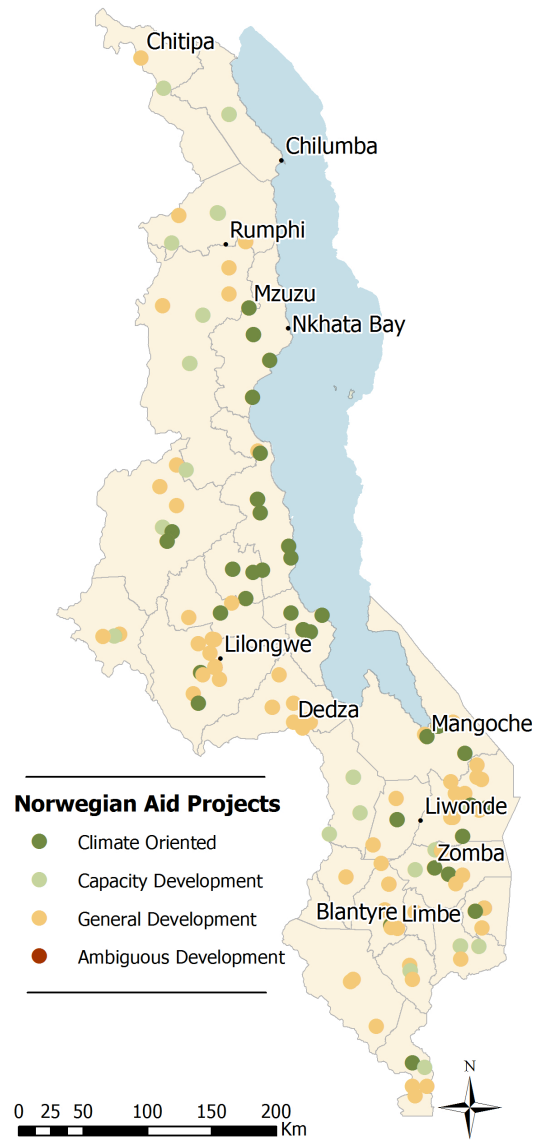 Chitipa
Chilumba
Rumphi
Mzuzu
Nkhata Bay
Lilongwe
Dedza
Mangoche
Norwegian Aid Projects
Liwonde
Climate Oriented
Zomba
Capacity Development
General Development
Blantyre Limbe
Ambiguous Development
N
0 25 50 100 150 200
Km